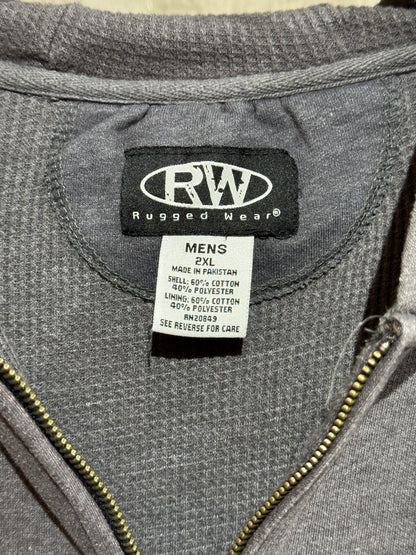 RW
Rugged Wear®
MENS
2XL
MADE IN PAKISTAN
SHELL: 60% COTTON
40% POLYESTER
LINING: 60% COTTON
40% POLYESTER
RN20849
SEE REVERSE FOR CARE